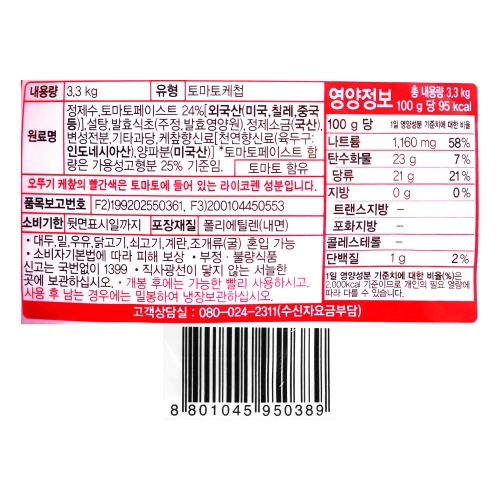 내용량 3,3 kg 유형 토마토케첩
원료명 정제수,토마토페이스트 24%[외국산(미국,칠레,중국
등)],설탕,발효식초(주정,발효영양원),정제소금(국산),
변성전분,기타과당,케찹향신료[천연향신료(육두구:
인도네시아산),양파분(미국산)] *토마토페이스트 함
량은 가용성고형분 25% 기준임. 토마토 함유
오뚜기 케찹의 빨간색은 토마토에 들어 있는 라이코펜 성분입니다.
품목보고번호 F2)199202550361, F3)200104450553
소비기한 뒷면표시일까지 포장재질 폴리에틸렌(내면)
• 대두,밀,우유,닭고기,쇠고기,계란,조개류(굴) 혼입 가능
• 소비자기본법에 따라 피해 보상 • 부정·불량식품
신고는 국번없이 1399 • 직사광선이 닿지 않는 서늘한
곳에 보관하십시오. • 개봉 후에는 가능한 빨리 사용하시고,
사용 후 남는 경우에는 밀봉하여 냉장보관하십시오.
고객상담실 : 080-024-2311(수신자요금부담)
영양정보 총 내용량 3,3 kg
100 g 당 95 kcal
100 g 당 1일 영양성분 기준치에 대한 비율
나트륨 1,160 mg 58%
탄수화물 23 g 7%
당류 21 g 21%
지방 0 g 0%
트랜스지방 –
포화지방 –
콜레스테롤 –
단백질 1 g 2%
1일 영양성분 기준치에 대한 비율(%)은
2,000kcal 기준이므로 개인의 필요 열량에
따라 다를 수 있습니다.
8 801045 950389